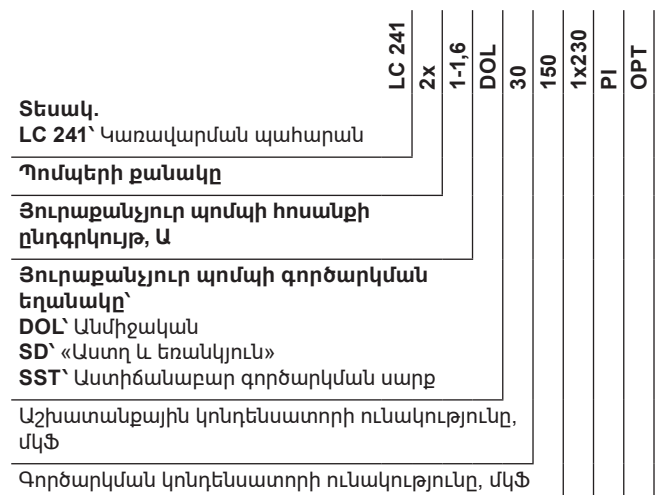 LC 241
2x
1-1,6
DOL
30
150
1x230
PI
OPT
Տեսակ.
LC 241՝ Կառավարման պահարան
Պոմպերի քանակը
Յուրաքանչյուր պոմպի հոսանքի
ընդգրկույթ, Ա
Յուրաքանչյուր պոմպի գործարկման
եղանակը՝
DOL՝ Անմիջական
SD՝ «Աստղ և եռանկյուն»
SST՝ Աստիճանաբար գործարկման սարք
Աշխատանքային կոնդենսատորի ունակությունը,
մկՖ
Գործարկման կոնդենսատորի ունակությունը, մկՖ